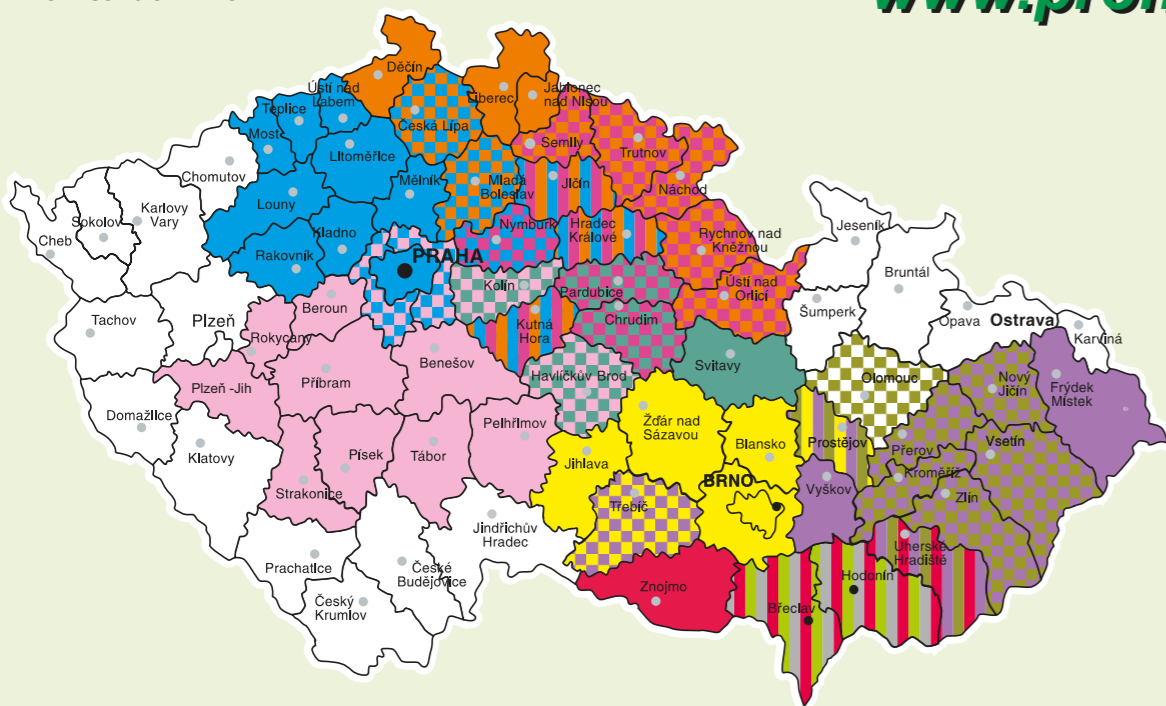 www.pro
Děčín
Ústí nad
Labem
Liberec
Jablonec
nad Nisou
Teplice
Most
Česká Lípa
Litoměřice
Semily
Trutnov
Chomutov
Mělník
Mladá
Boleslav
Jičín
Náchod
Karlovy
Vary
Sokolov
Cheb
Louny
Kladno
Nymburk
Hradec
Králové
Rychnov nad
Kněžnou
Jeseník
Rakovník
PRAHA
Kolín
Pardubice
Ústí nad
Orlicí
Bruntál
Šumperk
Opava
Ostrava
Karviná
Tachov
Plzeň
Beroun
Rokycany
Kutná
Hora
Chrudim
Benešov
Svitavy
Plzeň -Jih
Příbram
Havlíčkův Brod
Olomouc
Nový
Jičín
Frýdek
Místek
Domažlice
Klatovy
Pelhřimov
Žďár nad
Sázavou
Blansko
Prostějov
Přerov
Vsetín
Písek
Tábor
Jihlava
Strakonice
BRNO
Vyškov
Kroměříž
Zlín
Třebíč
Jindřichův
Hradec
Uherské
Hradiště
Prachatice
České
Budějovice
Český
Krumlov
Znojmo
Hodonín
Břeclav